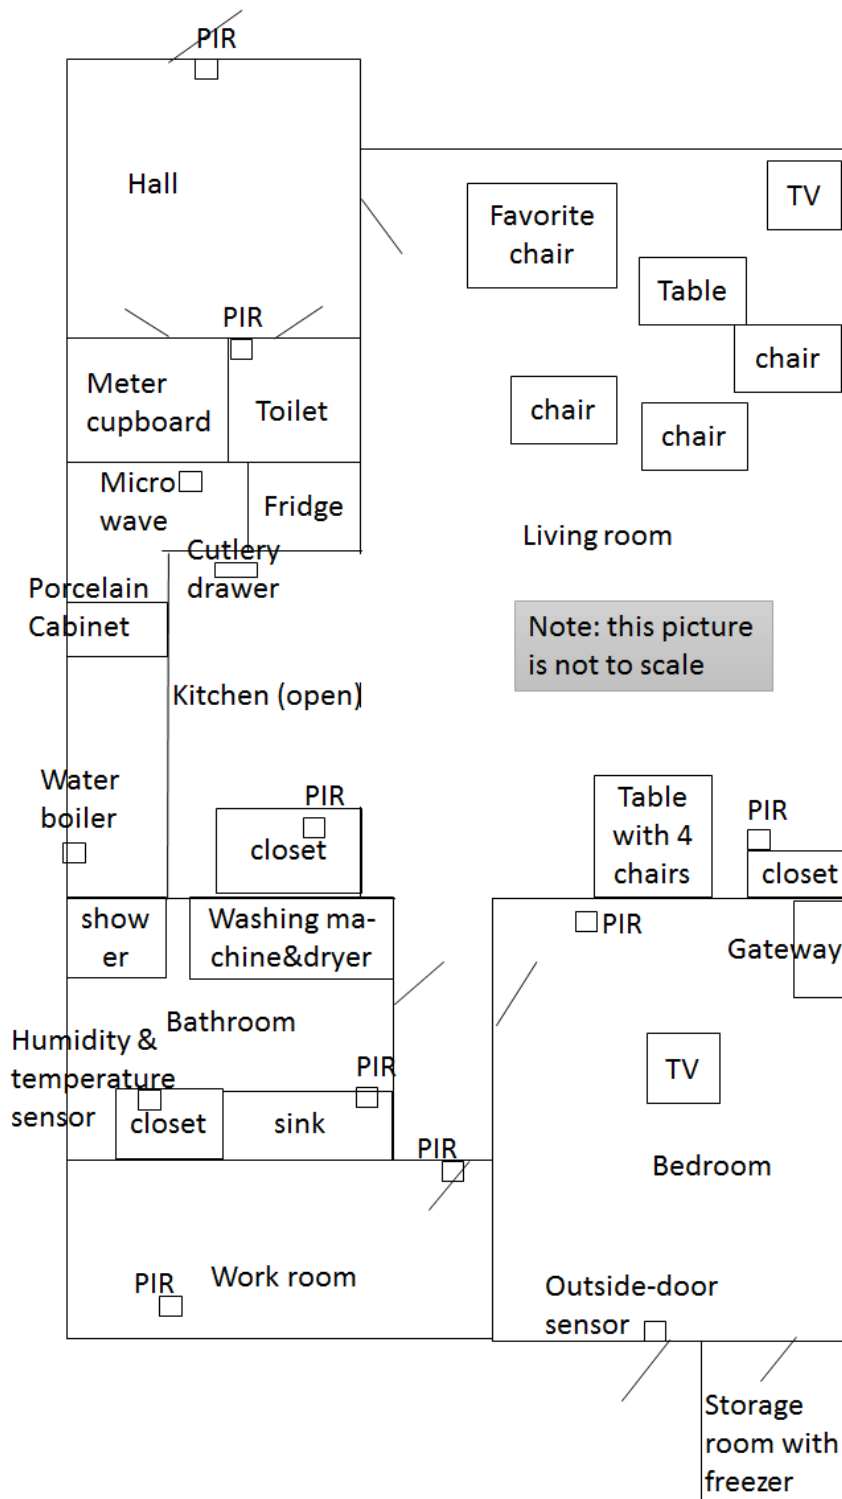 PIR
Hall
TV
Favorite
chair
Table
PIR
chair
Meter
cupboard
Toilet
chair
chair
Micro
wave
Fridge
Living room
Cutlery
drawer
Porcelain
Cabinet
Note: this picture
is not to scale
Kitchen (open)
Water
boiler
PIR
closet
Table
with 4
chairs
PIR
closet
show
er
Washing ma-
chine&dryer
PIR
Gateway
Bathroom
Humidity &
temperature
sensor
PIR
TV
closet
sink
PIR
Bedroom
Work room
PIR
Outside-door
sensor
Storage
room with
freezer